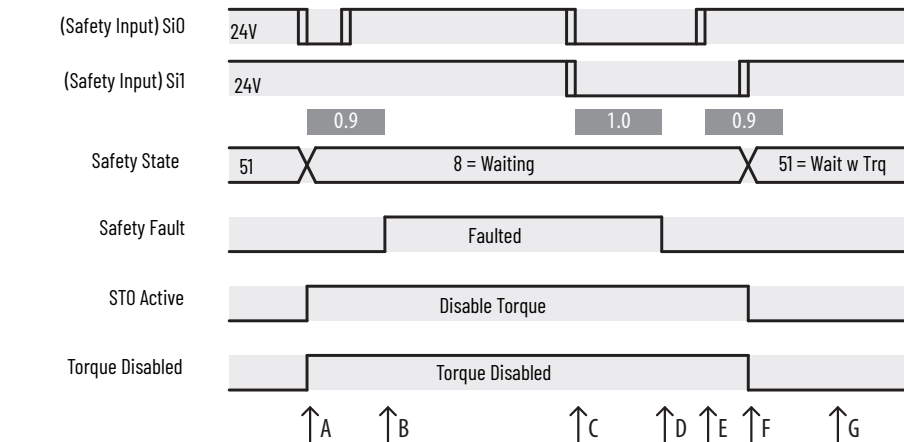 (Safety Input) Si0
24V
(Safety Input) Si1
24V
0.9 1.0 0.9
Safety State 51 8 = Waiting 51 = Wait w Trq
Safety Fault Faulted
STO Active Disable Torque
Torque Disabled Torque Disabled
A B C D E F G